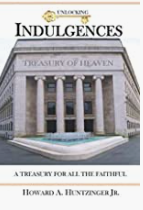 UNLOCKING
INDULGENCES
TREASURY OF HEAVEN
A TREASURY FOR ALL THE FAITHFUL
HOWARD A. HUNTZINGER JR.